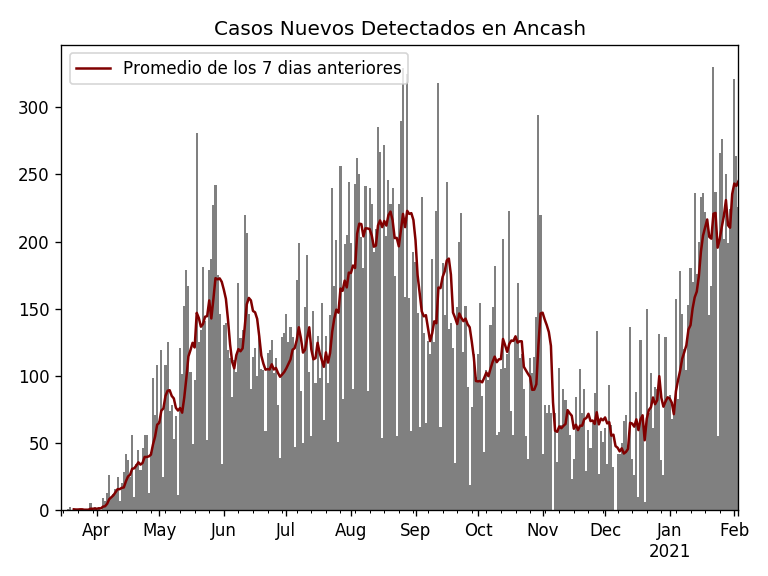 Casos Nuevos Detectados en Ancash
Promedio de los 7 dias anteriores
300
250
200
150
100
50
0
Apr May Jun Jul Aug Sep Oct Nov Dec Jan Feb
2021